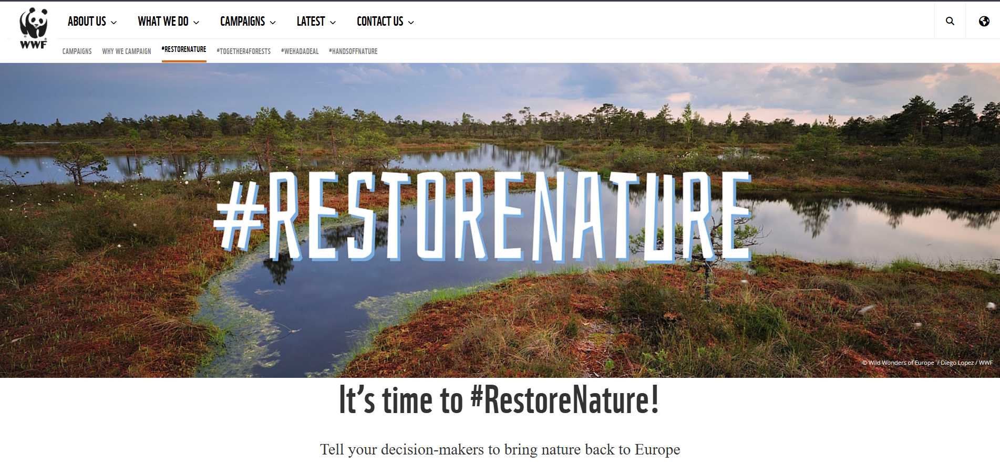 WWF
ABOUT US
WHAT WE DO
CAMPAIGNS
LATEST
CONTACT US
CAMPAIGNS
WHY WE CAMPAIGN
#RESTORENATURE
#TOGETHER4FORESTS
#WEHADADEAL
#HANDSOFFNATURE
#RESTORENATURE
© Wild Wonders of Europe / Diego Lopez / WWF
It’s time to #RestoreNature!
Tell your decision-makers to bring nature back to Europe